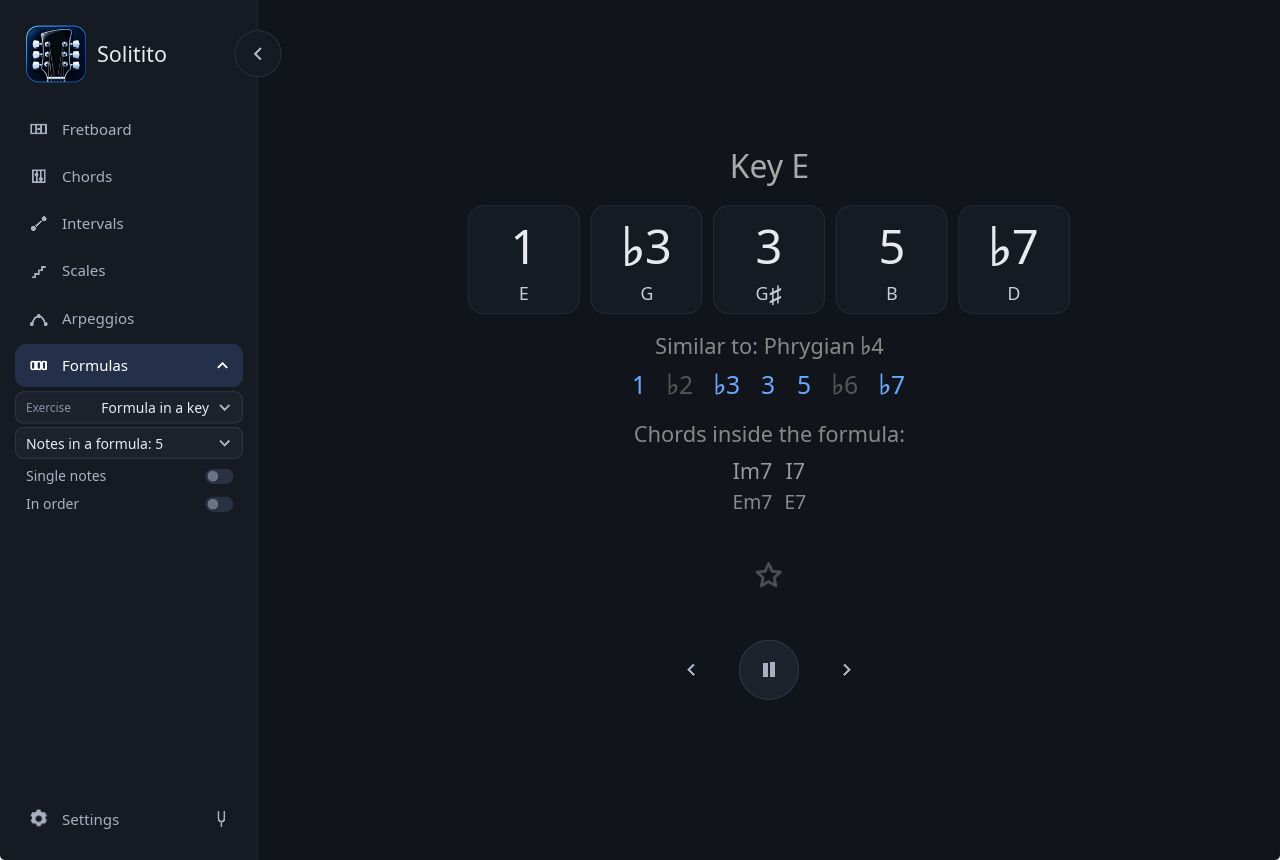 Solitito
Fretboard
Chords
Intervals
Scales
Arpeggios
Formulas
Exercise Formula in a key
Notes in a formula: 5
Single notes
In order
Settings
Key E
1 ♭3 3 5 ♭7
E G G♯ B D
Similar to: Phrygian ♭4
1 ♭2 ♭3 3 5 ♭6 ♭7
Chords inside the formula:
Im7 I7
Em7 E7